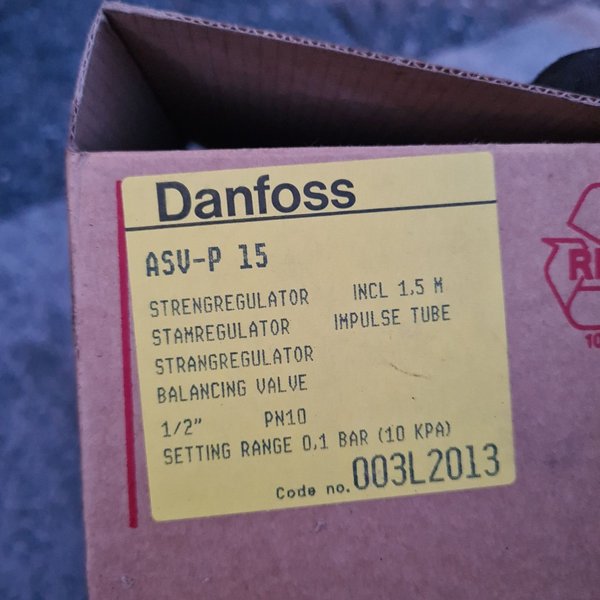 Danfoss
ASV-P 15
STRENGREGULATOR INCL 1,5 M
STAMREGULATOR IMPULSE TUBE
STRANGREGULATOR
BALANCING VALVE
1/2" PN10
SETTING RANGE 0,1 BAR (10 KPA)
Code no. 003L2013